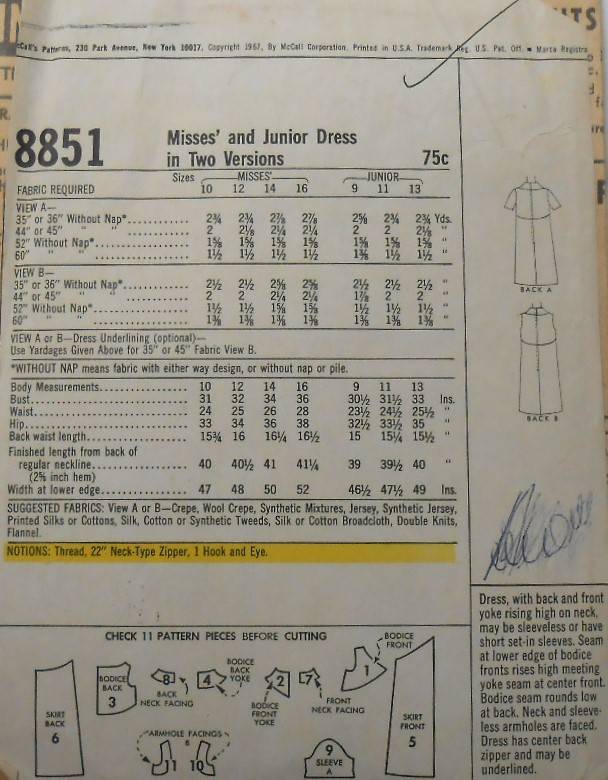 TS
Call's Patterns, 230 Park Avenue, New York 10017. Copyright 1967, By McCall Corporation. Printed in U.S.A. Trademark Reg. U.S. Pat. Off. ■ Marca Registra
8851
Misses' and Junior Dress
in Two Versions
75c
Sizes MISSES' JUNIOR
FABRIC REQUIRED 10 12 14 16 9 11 13
VIEW A—
35" or 36" Without Nap*............ 2¾ 2¾ 2⅞ 2⅞ 2⅝ 2¾ 2¾ Yds.
44" or 45" " " ............ 2 2⅛ 2¼ 2¼ 2 2 2⅛ "
52" Without Nap*............ 1⅝ 1⅝ 1⅝ 1⅝ 1⅝ 1⅝ 1⅝ "
60" " " ............ 1½ 1½ 1½ 1½ 1⅜ 1½ 1½ "
VIEW B—
35" or 36" Without Nap*............ 2½ 2½ 2⅝ 2⅝ 2½ 2½ 2½ "
44" or 45" " " ............ 2 2 2¼ 2¼ 1⅞ 2 2 "
52" Without Nap*............ 1½ 1½ 1⅝ 1⅝ 1½ 1½ 1½ "
60" " " ............ 1⅜ 1⅜ 1⅜ 1⅜ 1⅜ 1⅜ 1⅜ "
VIEW A or B—Dress Underlining (optional)—
Use Yardages Given Above for 35" or 45" Fabric View B.
*WITHOUT NAP means fabric with either way design, or without nap or pile.
Body Measurements............ 10 12 14 16 9 11 13
Bust............ 31 32 34 36 30½ 31½ 33 Ins.
Waist............ 24 25 26 28 23½ 24½ 25½ "
Hip............ 33 34 36 38 32½ 33½ 35 "
Back waist length............ 15¾ 16 16¼ 16½ 15 15¼ 15½ "
Finished length from back of
regular neckline............ 40 40½ 41 41¼ 39 39½ 40 "
(2⅝ inch hem)
Width at lower edge............ 47 48 50 52 46½ 47½ 49 Ins.
SUGGESTED FABRICS: View A or B—Crepe, Wool Crepe, Synthetic Mixtures, Jersey, Synthetic Jersey,
Printed Silks or Cottons, Silk, Cotton or Synthetic Tweeds, Silk or Cotton Broadcloth, Double Knits,
Flannel.
NOTIONS: Thread, 22" Neck-Type Zipper, 1 Hook and Eye.
BACK A
BACK B
Dress, with back and front
yoke rising high on neck,
may be sleeveless or have
short set-in sleeves. Seam
at lower edge of bodice
fronts rises high meeting
yoke seam at center front.
Bodice seam rounds low
at back. Neck and sleeve-
less armholes are faced.
Dress has center back
zipper and may be
underlined.
CHECK 11 PATTERN PIECES BEFORE CUTTING
SKIRT
BACK
6
BODICE
BACK
3
8
BACK
NECK FACING
4
BODICE
BACK
YOKE
2
BODICE
FRONT
YOKE
7
FRONT
NECK FACING
1
BODICE
FRONT
SKIRT
FRONT
5
ARMHOLE FACINGS
11 10
9
SLEEVE
A